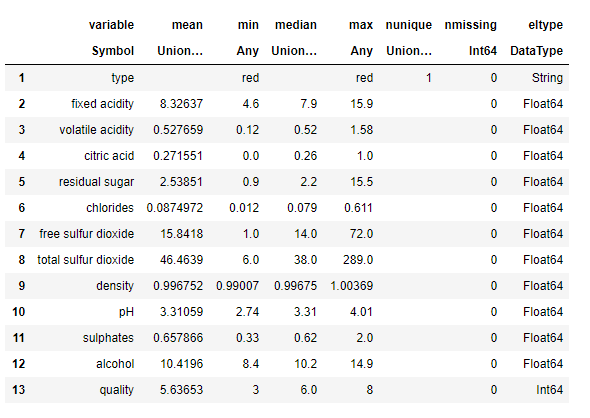 variable mean min median max nunique nmissing eltype
Symbol Union… Any Union… Any Union… Int64 DataType
1 type red red 1 0 String
2 fixed acidity 8.32637 4.6 7.9 15.9 0 Float64
3 volatile acidity 0.527659 0.12 0.52 1.58 0 Float64
4 citric acid 0.271551 0.0 0.26 1.0 0 Float64
5 residual sugar 2.53851 0.9 2.2 15.5 0 Float64
6 chlorides 0.0874972 0.012 0.079 0.611 0 Float64
7 free sulfur dioxide 15.8418 1.0 14.0 72.0 0 Float64
8 total sulfur dioxide 46.4639 6.0 38.0 289.0 0 Float64
9 density 0.996752 0.99007 0.99675 1.00369 0 Float64
10 pH 3.31059 2.74 3.31 4.01 0 Float64
11 sulphates 0.657866 0.33 0.62 2.0 0 Float64
12 alcohol 10.4196 8.4 10.2 14.9 0 Float64
13 quality 5.63653 3 6.0 8 0 Int64